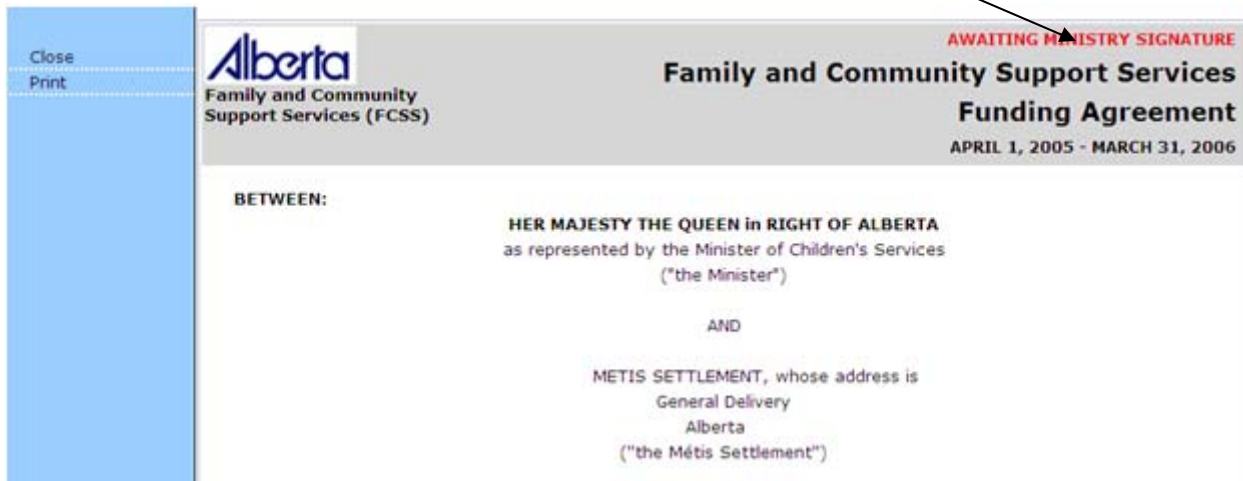 Close
Print
Alberta
Family and Community
Support Services (FCSS)
AWAITING MINISTRY SIGNATURE
Family and Community Support Services
Funding Agreement
APRIL 1, 2005 - MARCH 31, 2006
BETWEEN:
HER MAJESTY THE QUEEN in RIGHT OF ALBERTA
as represented by the Minister of Children's Services
("the Minister")
AND
METIS SETTLEMENT, whose address is
General Delivery
Alberta
("the Métis Settlement")